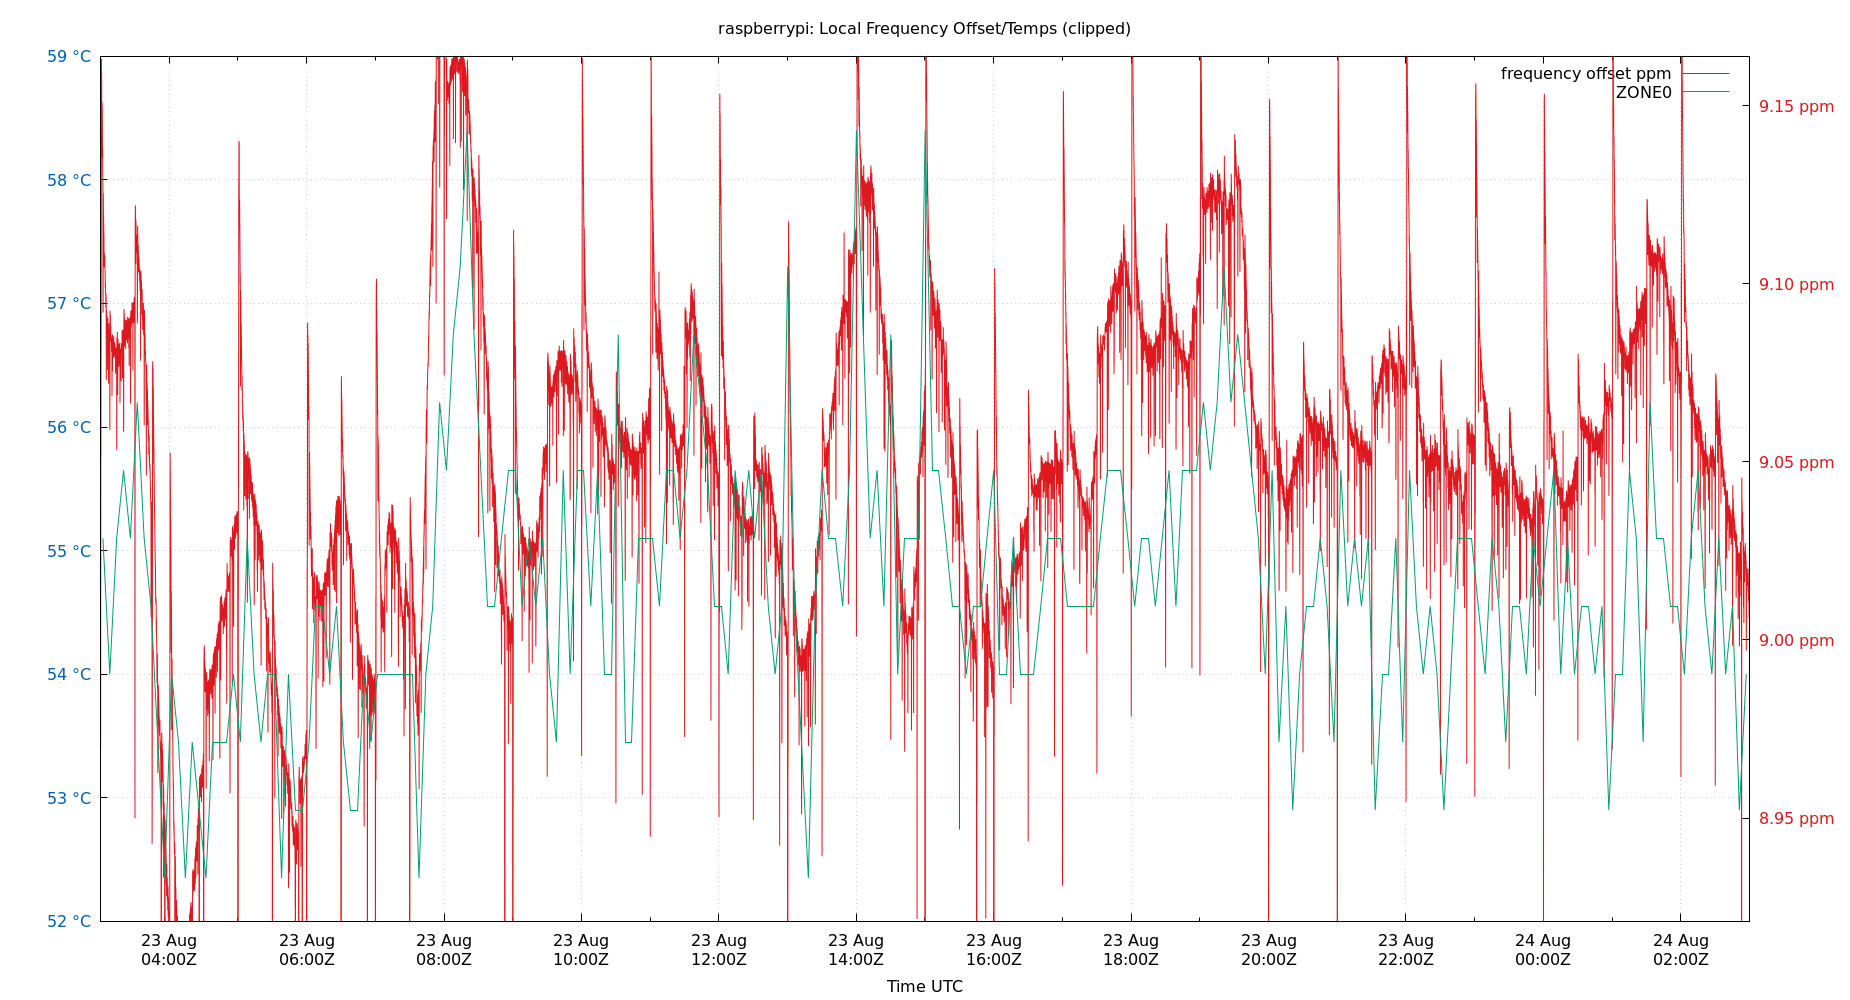 raspberrypi: Local Frequency Offset/Temps (clipped)
frequency offset ppm
ZONE0
59 °C
58 °C
57 °C
56 °C
55 °C
54 °C
53 °C
52 °C
9.15 ppm
9.10 ppm
9.05 ppm
9.00 ppm
8.95 ppm
23 Aug 23 Aug 23 Aug 23 Aug 23 Aug 23 Aug 23 Aug 23 Aug 23 Aug 23 Aug 24 Aug 24 Aug
04:00Z 06:00Z 08:00Z 10:00Z 12:00Z 14:00Z 16:00Z 18:00Z 20:00Z 22:00Z 00:00Z 02:00Z
Time UTC